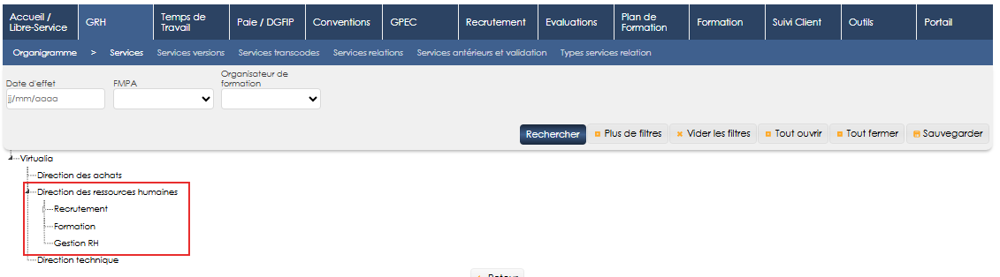 Accueil / Libre-Service GRH Temps de Travail Paie / DGFIP Conventions GPEC Recrutement Evaluations Plan de Formation Formation Suivi Client Outils Portail
Organigramme > Services Services versions Services transcodes Services relations Services antérieurs et validation Types services relation
Date d'effet FMPA Organisateur de formation
jj/mm/aaaa
Rechercher Plus de filtres Vider les filtres Tout ouvrir Tout fermer Sauvegarder
Virtualia
Direction des achats
Direction des ressources humaines
Recrutement
Formation
Gestion RH
Direction technique